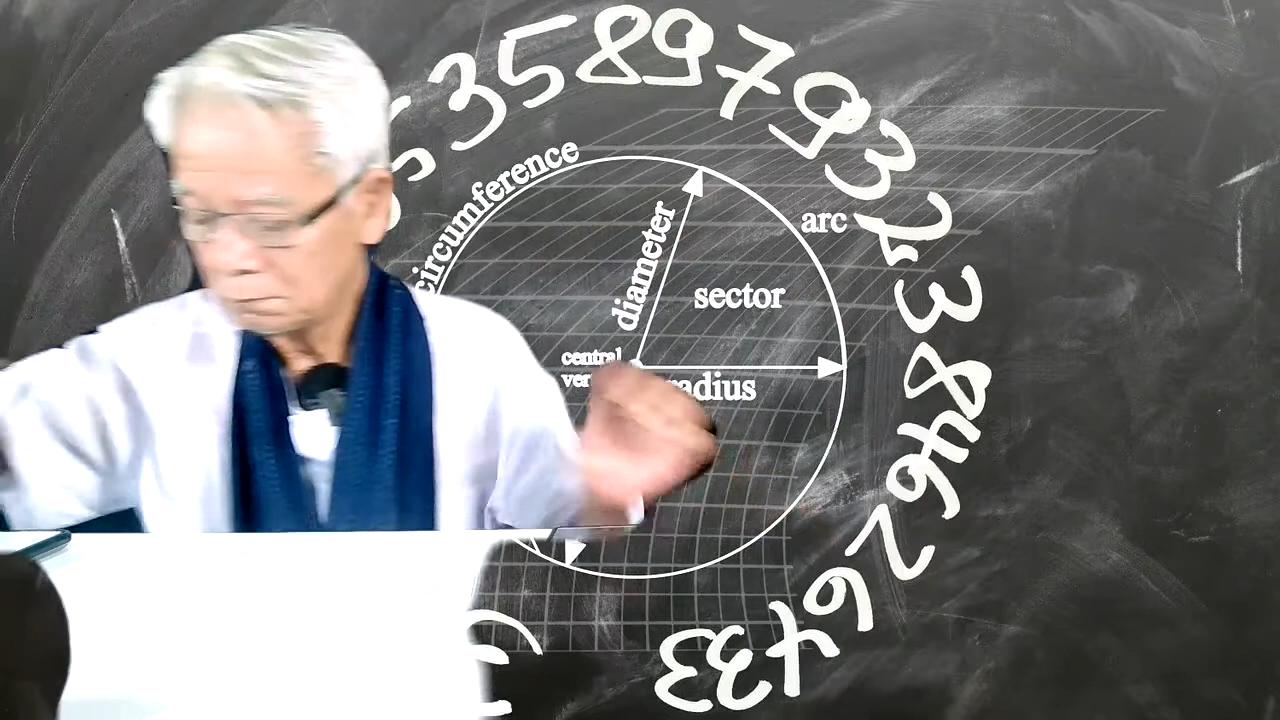 535897932384626433
circumference
diameter
arc
sector
central
radius